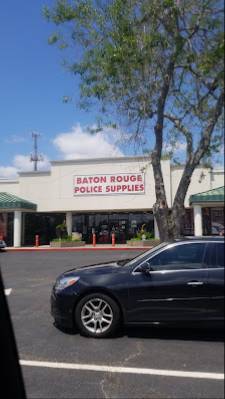 BATON ROUGE
POLICE SUPPLIES